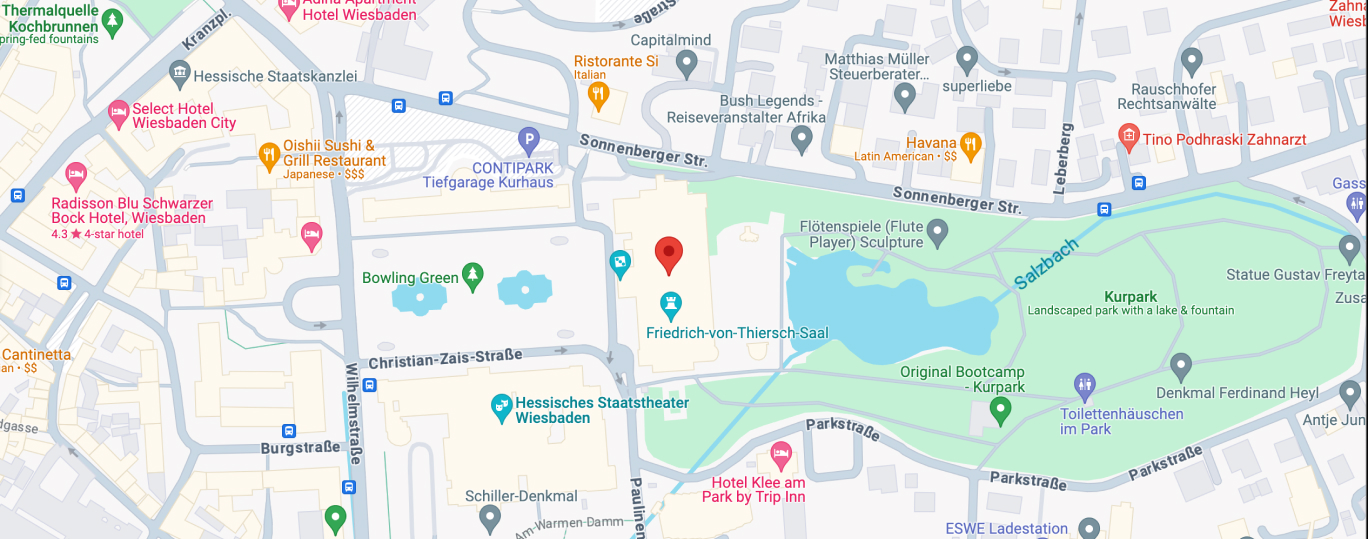 Thermalquelle
Kochbrunnen
pring-fed fountains
Kranzpl.
Adina Apartment
Hotel Wiesbaden
Straße
Capitalmind
Ristorante Si
Italian
Matthias Müller
Steuerberater...
superliebe
Rauschhofer
Rechtsanwälte
Zahna
Wiesb
Hessische Staatskanzlei
Select Hotel
Wiesbaden City
Bush Legends -
Reiseveranstalter Afrika
Oishii Sushi &
Grill Restaurant
Japanese • $$$
P
CONTIPARK
Tiefgarage Kurhaus
Sonnenberger Str.
Havana
Latin American • $$
Leberberg
Tino Podhraski Zahnarzt
Radisson Blu Schwarzer
Bock Hotel, Wiesbaden
4.3 ★ 4-star hotel
Sonnenberger Str.
Gass
Flötenspiele (Flute
Player) Sculpture
Salzbach
Bowling Green
Statue Gustav Freyta
Kurpark
Landscaped park with a lake & fountain
Zusa
Friedrich-von-Thiersch-Saal
Cantinetta
an • $$
Christian-Zais-Straße
Wilhelmstraße
Original Bootcamp
- Kurpark
Denkmal Ferdinand Heyl
Hessisches Staatstheater
Wiesbaden
Toilettenhäuschen
im Park
Antje Jun
dgasse
Burgstraße
Parkstraße
Parkstraße
Parkstraße
Hotel Klee am
Park by Trip Inn
Schiller-Denkmal
Am-Warmen-Damm
Paulinen
ESWE Ladestation